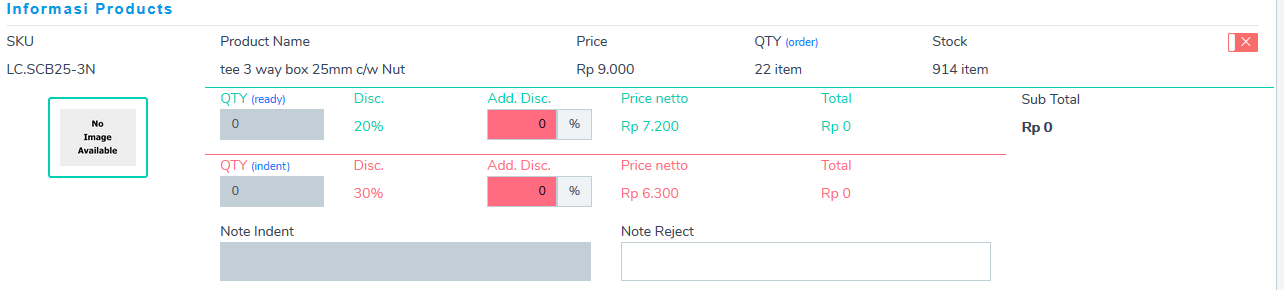 Informasi Products
SKU Product Name Price QTY (order) Stock
LC.SCB25-3N tee 3 way box 25mm c/w Nut Rp 9.000 22 item 914 item
QTY (ready) Disc. Add. Disc. Price netto Total Sub Total
0 20% 0 % Rp 7.200 Rp 0 Rp 0
No
Image
Available
QTY (indent) Disc. Add. Disc. Price netto Total
0 30% 0 % Rp 6.300 Rp 0
Note Indent Note Reject